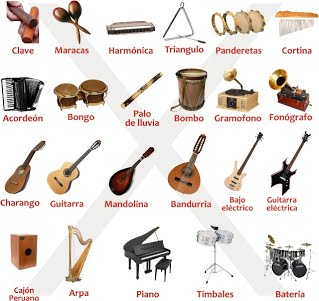 Clave
Maracas
Harmónica
Triangulo
Panderetas
Cortina
Acordeón
Bongo
Palo
de lluvia
Bombo
Gramofono
Fonógrafo
Charango
Guitarra
Mandolina
Bandurria
Bajo
eléctrico
Guitarra
eléctrica
Cajón
Peruano
Arpa
Piano
Timbales
Batería